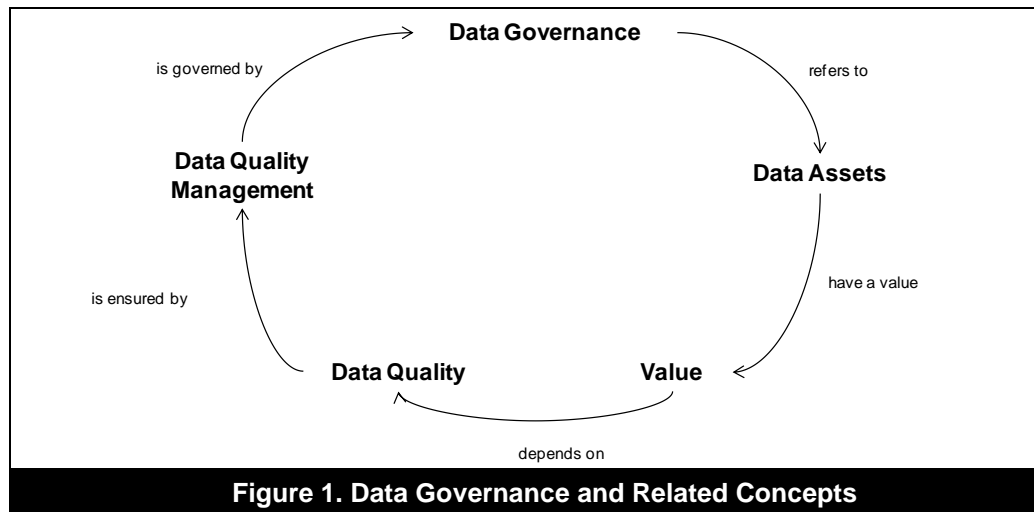 Data Governance
is governed by
refers to
Data Quality
Management
Data Assets
is ensured by
have a value
Data Quality
Value
depends on
Figure 1. Data Governance and Related Concepts